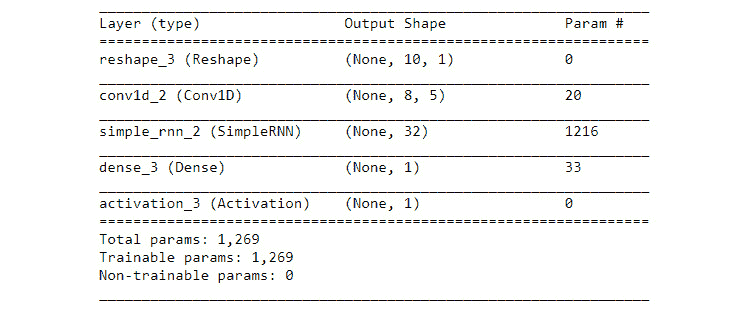 Layer (type) Output Shape Param #
reshape_3 (Reshape) (None, 10, 1) 0
conv1d_2 (Conv1D) (None, 8, 5) 20
simple_rnn_2 (SimpleRNN) (None, 32) 1216
dense_3 (Dense) (None, 1) 33
activation_3 (Activation) (None, 1) 0
Total params: 1,269
Trainable params: 1,269
Non-trainable params: 0